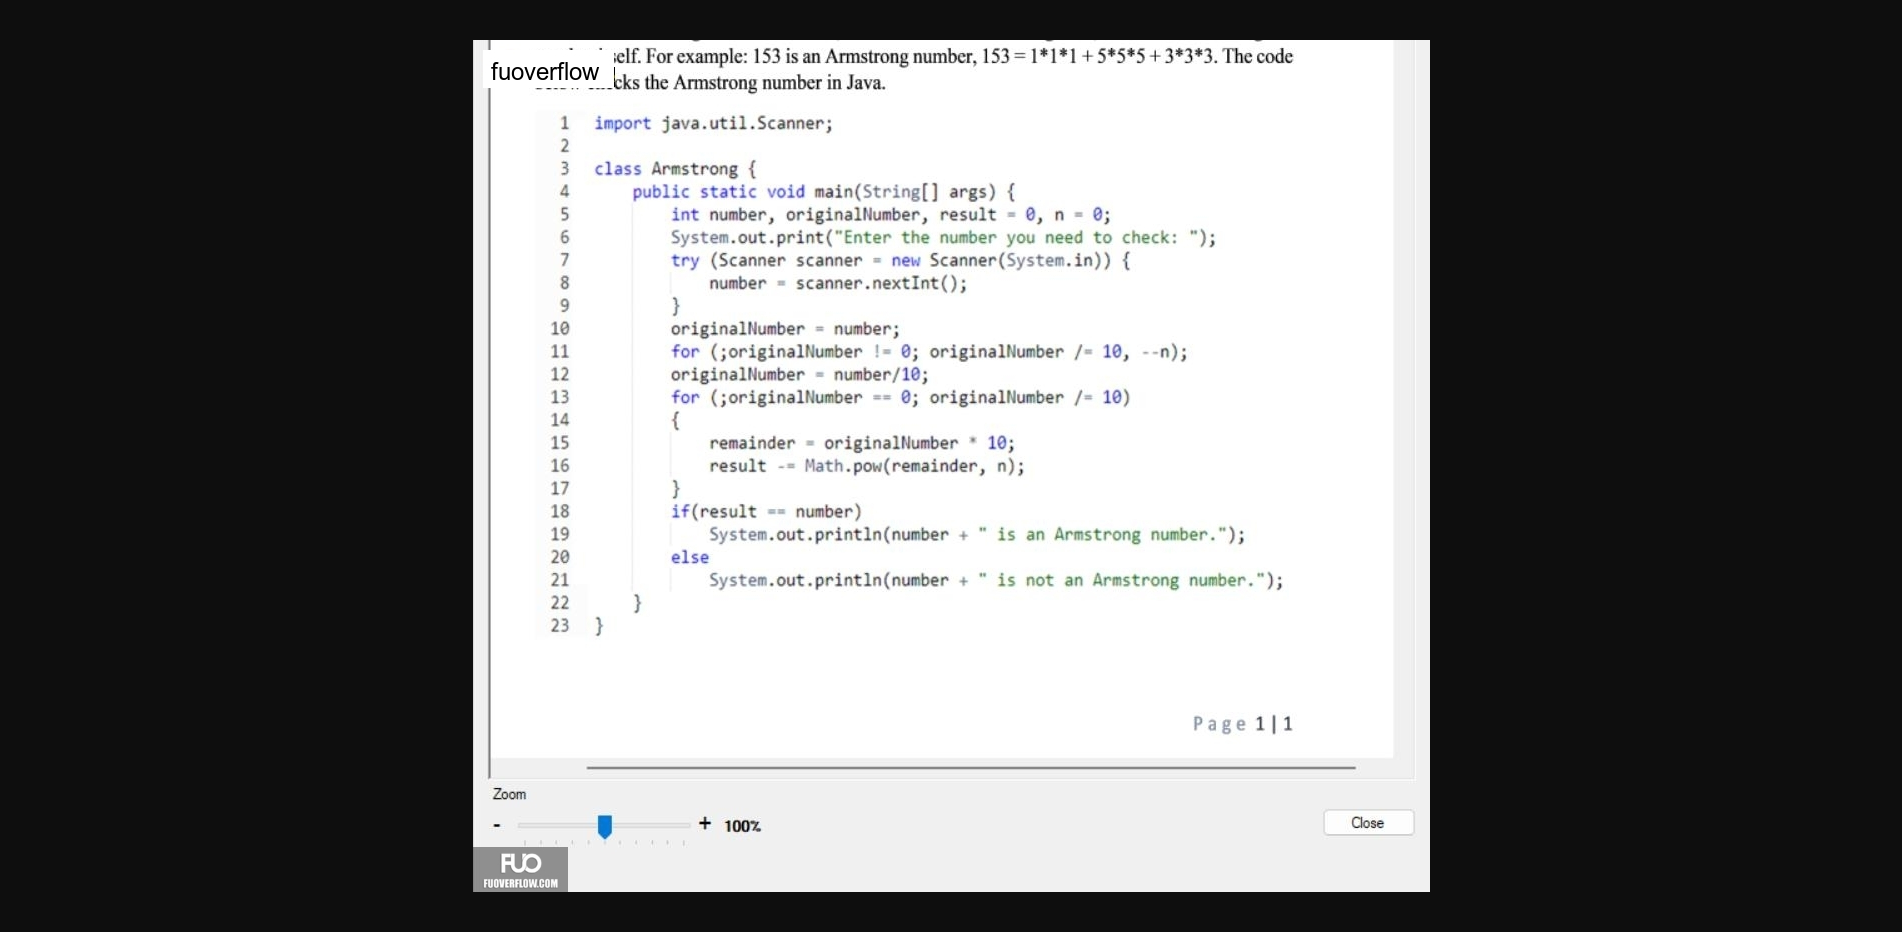 self. For example: 153 is an Armstrong number, 153 = 1*1*1 + 5*5*5 + 3*3*3. The code
fuoverflow
the Armstrong number in Java.
1 import java.util.Scanner;
2
3 class Armstrong {
4 public static void main(String[] args) {
5 int number, originalNumber, result = 0, n = 0;
6 System.out.print("Enter the number you need to check: ");
7 try (Scanner scanner = new Scanner(System.in)) {
8 number = scanner.nextInt();
9 }
10 originalNumber = number;
11 for (;originalNumber != 0; originalNumber /= 10, --n);
12 originalNumber = number/10;
13 for (;originalNumber == 0; originalNumber /= 10)
14 {
15 remainder = originalNumber * 10;
16 result -= Math.pow(remainder, n);
17 }
18 if(result == number)
19 System.out.println(number + " is an Armstrong number.");
20 else
21 System.out.println(number + " is not an Armstrong number.");
22 }
23 }
Page 1|1
Zoom
- + 100%
Close
FUO
FUOVERFLOW.COM